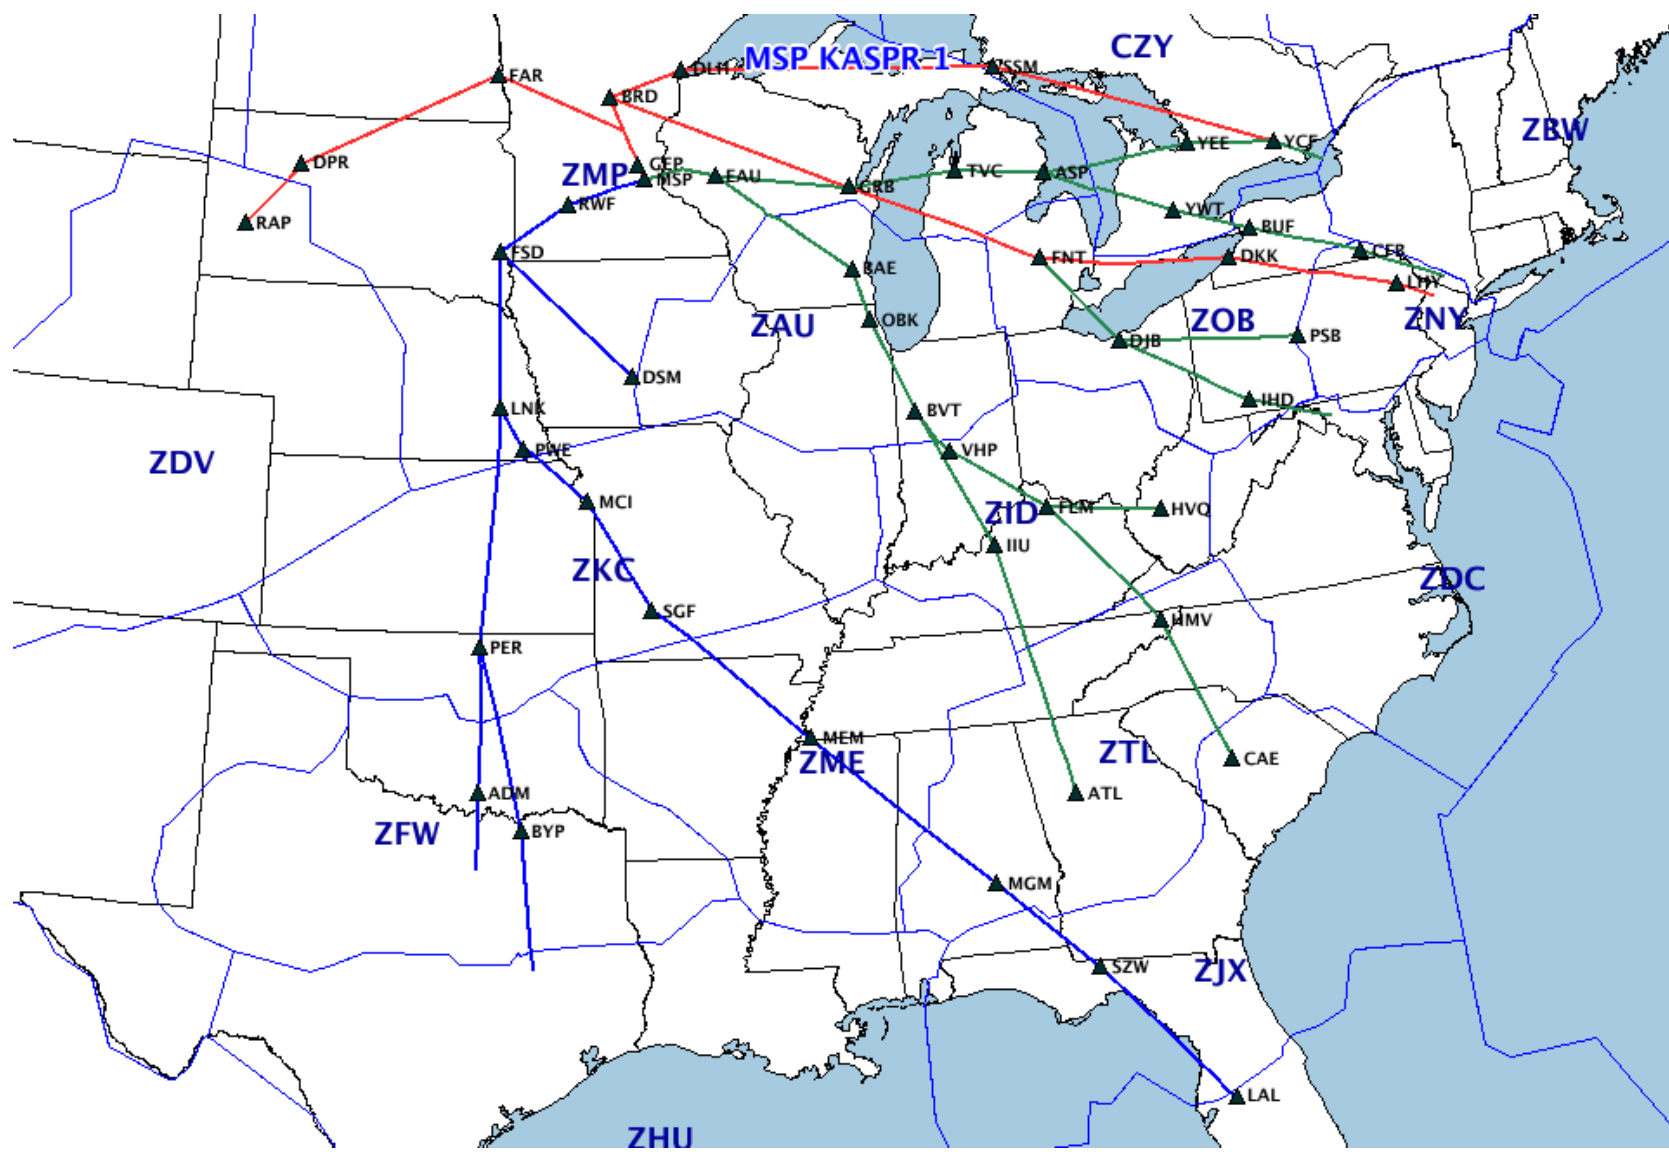 CZY
MSP KASPR 1
FAR
DLH
SSM
BRD
ZBW
YEE
YCF
DPR
GEP
ZMP
MSP
EAU
GRB
TVC
ASP
RWF
RAP
YWT
BUF
FSD
CFB
BAE
FNT
DKK
LHY
ZAU
OBK
ZOB
ZNY
DJB
PSB
DSM
LNK
BVT
IHD
PWE
VHP
ZDV
MCI
ZID
FLM
HVQ
IIU
ZKC
ZDC
SGF
HMV
PER
MEM
ZME
ZTL
CAE
ADM
ATL
ZFW
BYP
MGM
SZW
ZJX
LAL
ZHU